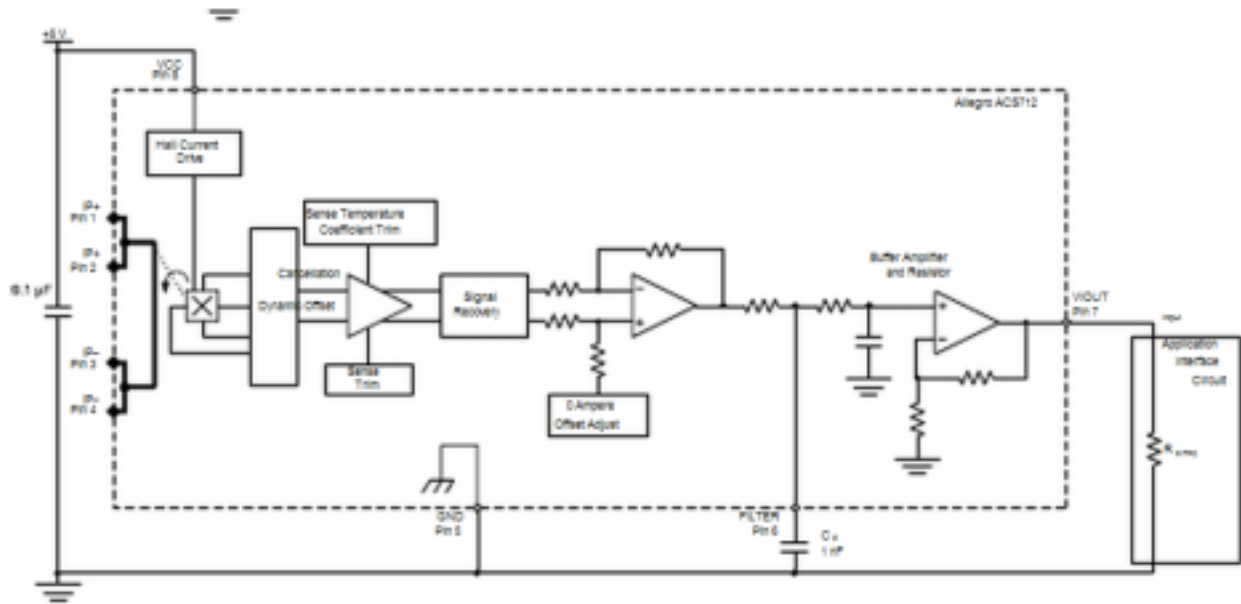 +5 V
VCC
Pin 8
Allegro ACS712
Hall Current
Drive
IP+
Pin 1
IP+
Pin 2
IP−
Pin 3
IP−
Pin 4
0.1 µF
Sense Temperature
Coefficient Trim
Cancellation
Dynamic Offset
Sense
Trim
Signal
Recovery
0 Ampere
Offset Adjust
Buffer Amplifier
and Resistor
VIOUT
Pin 7
Input
Application
Interface
Circuit
GND
Pin 5
FILTER
Pin 6
C F
1 nF